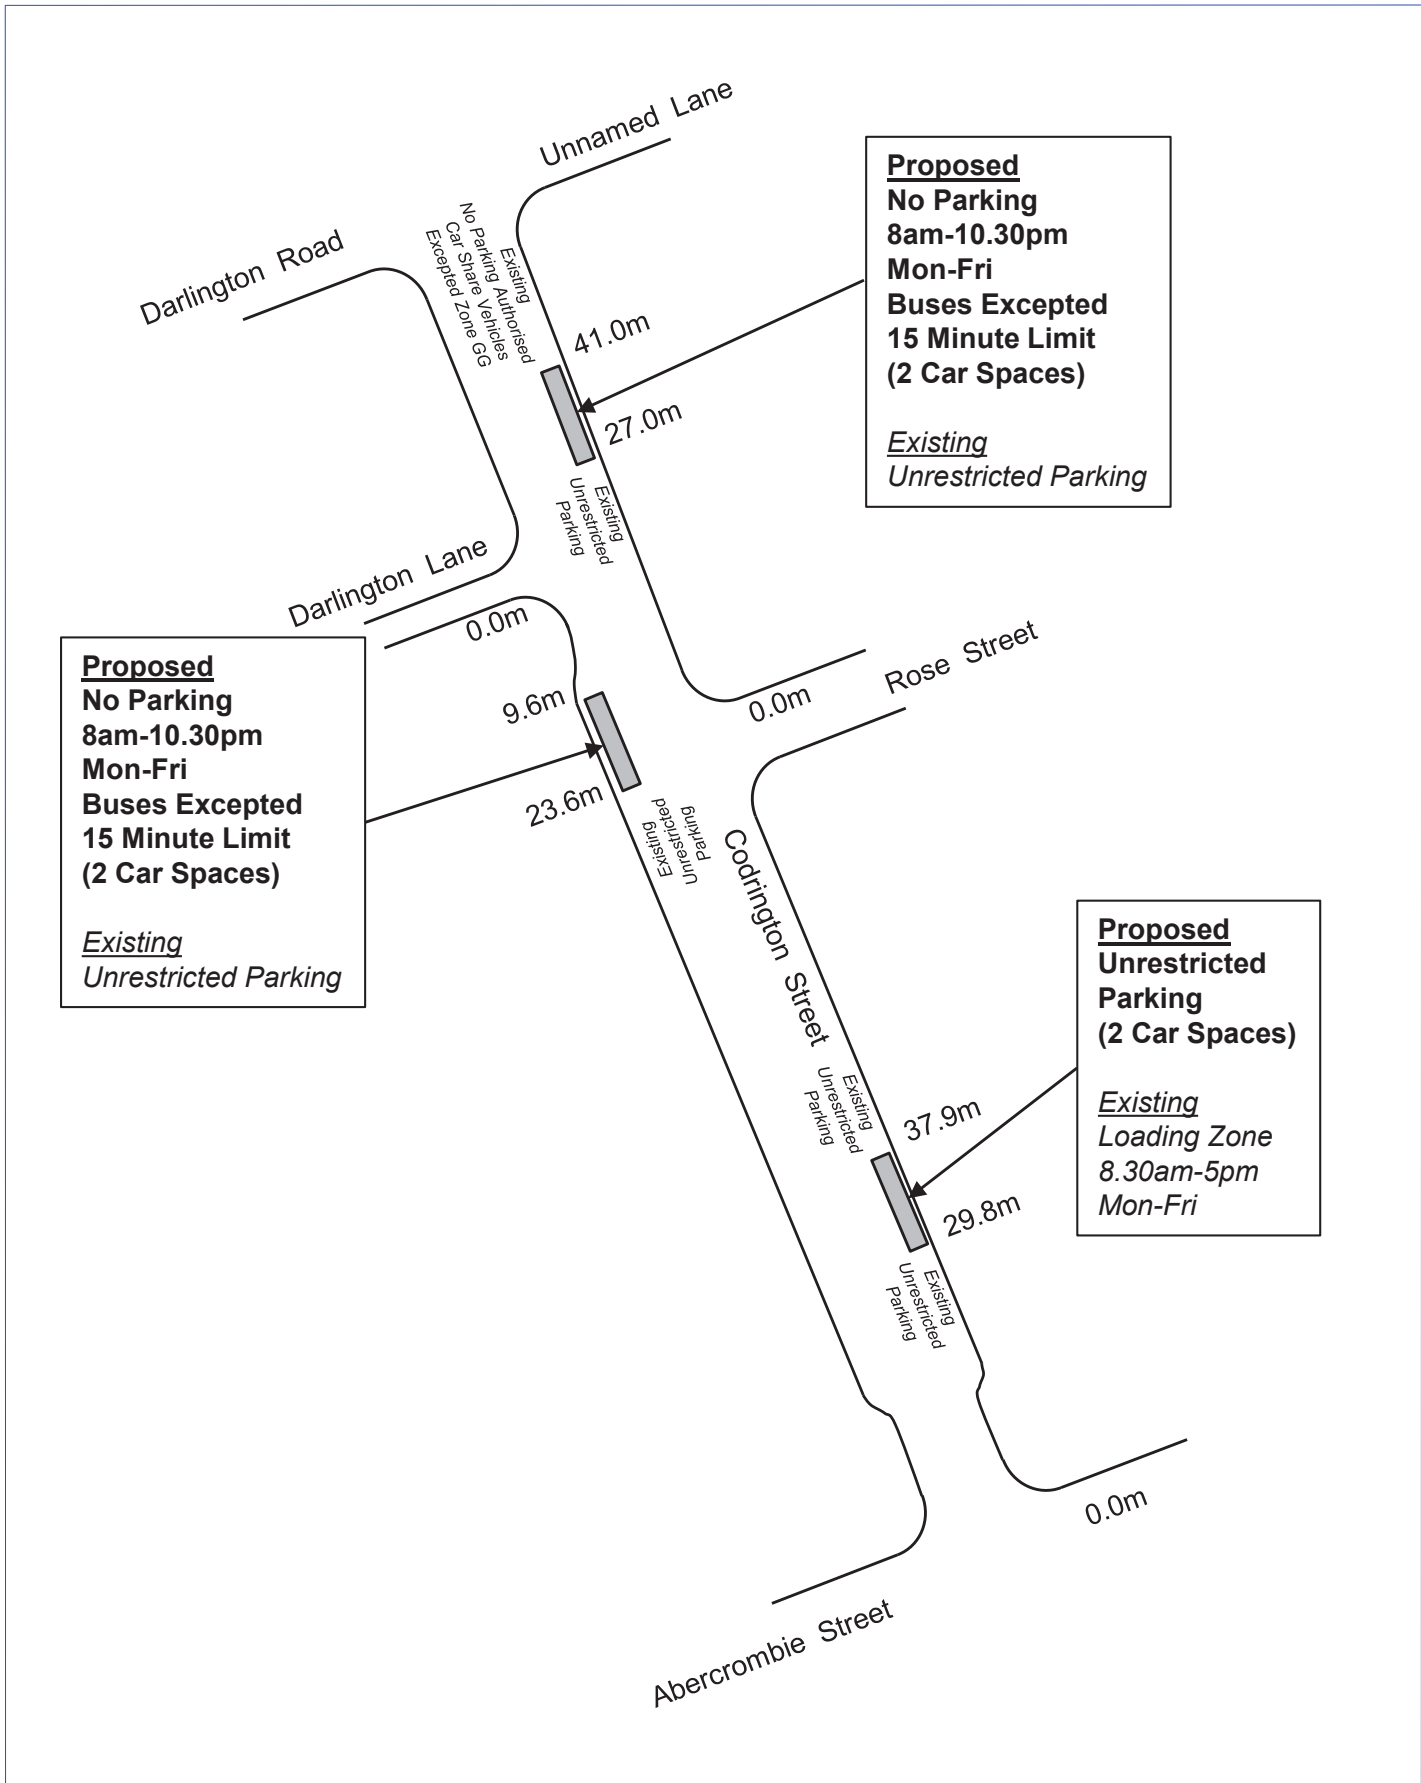 Unnamed Lane
Darlington Road
Existing
No Parking Authorised
Car Share Vehicles
Excepted Zone GG
41.0m
27.0m
Proposed
No Parking
8am-10.30pm
Mon-Fri
Buses Excepted
15 Minute Limit
(2 Car Spaces)
Existing
Unrestricted Parking
Existing
Unrestricted
Parking
Darlington Lane
0.0m
Rose Street
0.0m
Proposed
No Parking
8am-10.30pm
Mon-Fri
Buses Excepted
15 Minute Limit
(2 Car Spaces)
Existing
Unrestricted Parking
9.6m
23.6m
Existing
Unrestricted
Parking
Codrington Street
Proposed
Unrestricted
Parking
(2 Car Spaces)
Existing
Loading Zone
8.30am-5pm
Mon-Fri
Existing
Unrestricted
Parking
37.9m
29.8m
Existing
Unrestricted
Parking
0.0m
Abercrombie Street